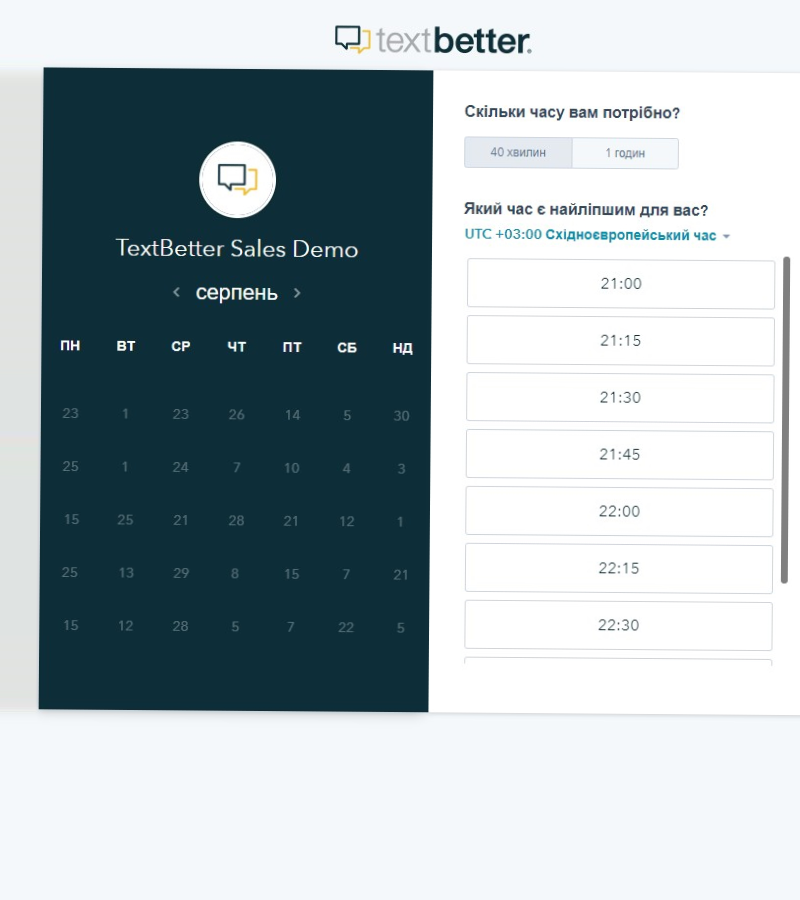 textbetter.
TextBetter Sales Demo
серпень
ПН ВТ СР ЧТ ПТ СБ НД
23 1 23 26 14 5 30
25 1 24 7 10 4 3
15 25 21 28 21 12 1
25 13 29 8 15 7 21
15 12 28 5 7 22 5
Скільки часу вам потрібно?
40 хвилин 1 годин
Який час є найліпшим для вас?
UTC +03:00 Східноєвропейський час
21:00
21:15
21:30
21:45
22:00
22:15
22:30